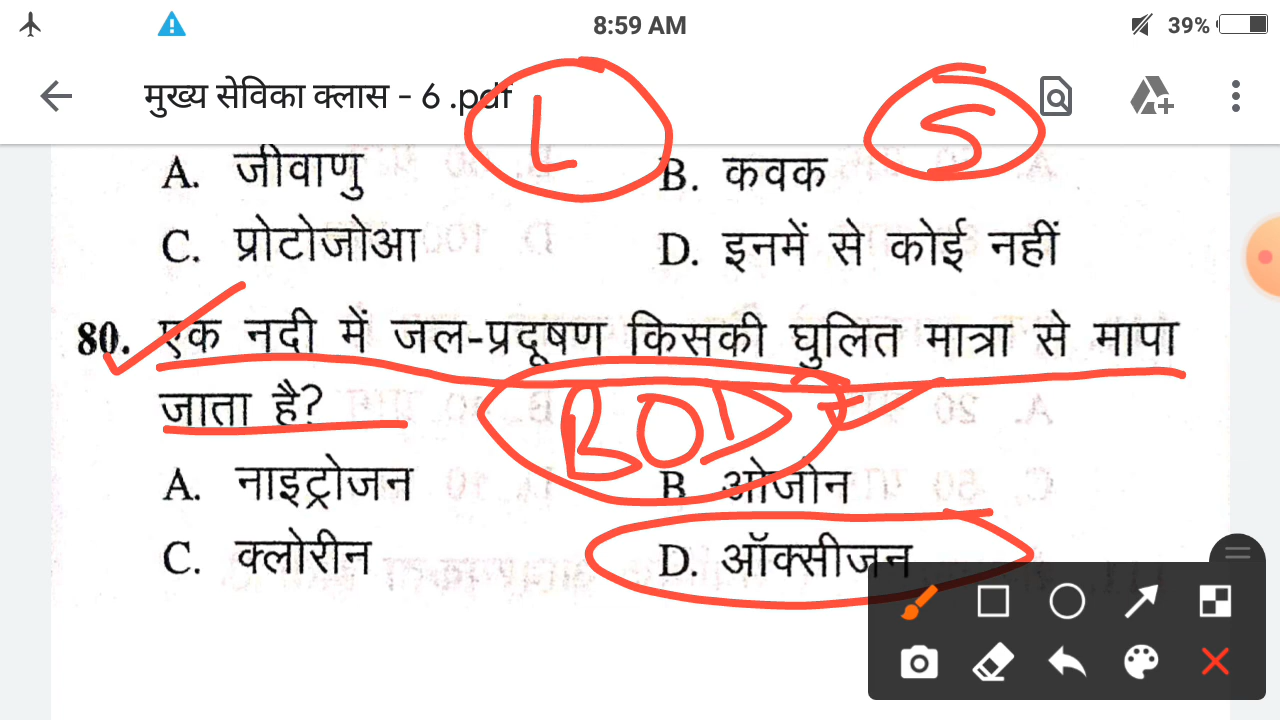 8:59 AM 39%
मुख्य सेविका क्लास - 6 .pdf
L S
A. जीवाणु B. कवक
C. प्रोटोजोआ D. इनमें से कोई नहीं
80. एक नदी में जल-प्रदूषण किसकी घुलित मात्रा से मापा
जाता है?
BOD
A. नाइट्रोजन B. ओजोन
C. क्लोरीन D. ऑक्सीजन